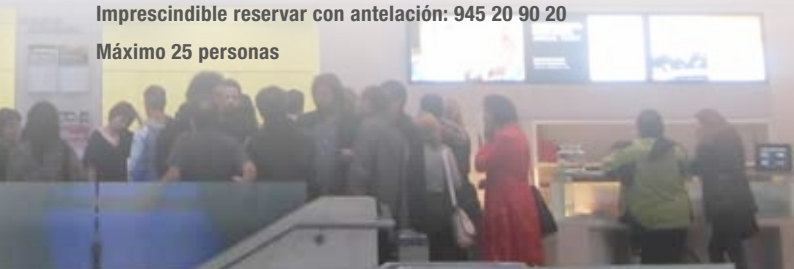 Imprescindible reservar con antelación: 945 20 90 20
Máximo 25 personas